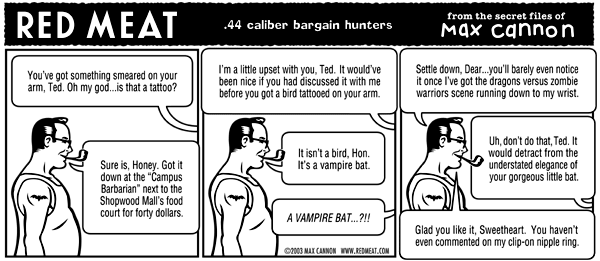 RED MEAT
.44 caliber bargain hunters
from the secret files of
Max cannon
You've got something smeared on your
arm, Ted. Oh my god...is that a tattoo?
Sure is, Honey. Got it
down at the "Campus
Barbarian" next to the
Shopwood Mall's food
court for forty dollars.
I'm a little upset with you, Ted. It would've
been nice if you had discussed it with me
before you got a bird tattooed on your arm.
It isn't a bird, Hon.
It's a vampire bat.
A VAMPIRE BAT...?!!
©2003 MAX CANNON WWW.REDMEAT.COM
Settle down, Dear...you'll barely even notice
it once I've got the dragons versus zombie
warriors scene running down to my wrist.
Uh, don't do that, Ted. It
would detract from the
understated elegance of
your gorgeous little bat.
Glad you like it, Sweetheart. You haven't
even commented on my clip-on nipple ring.